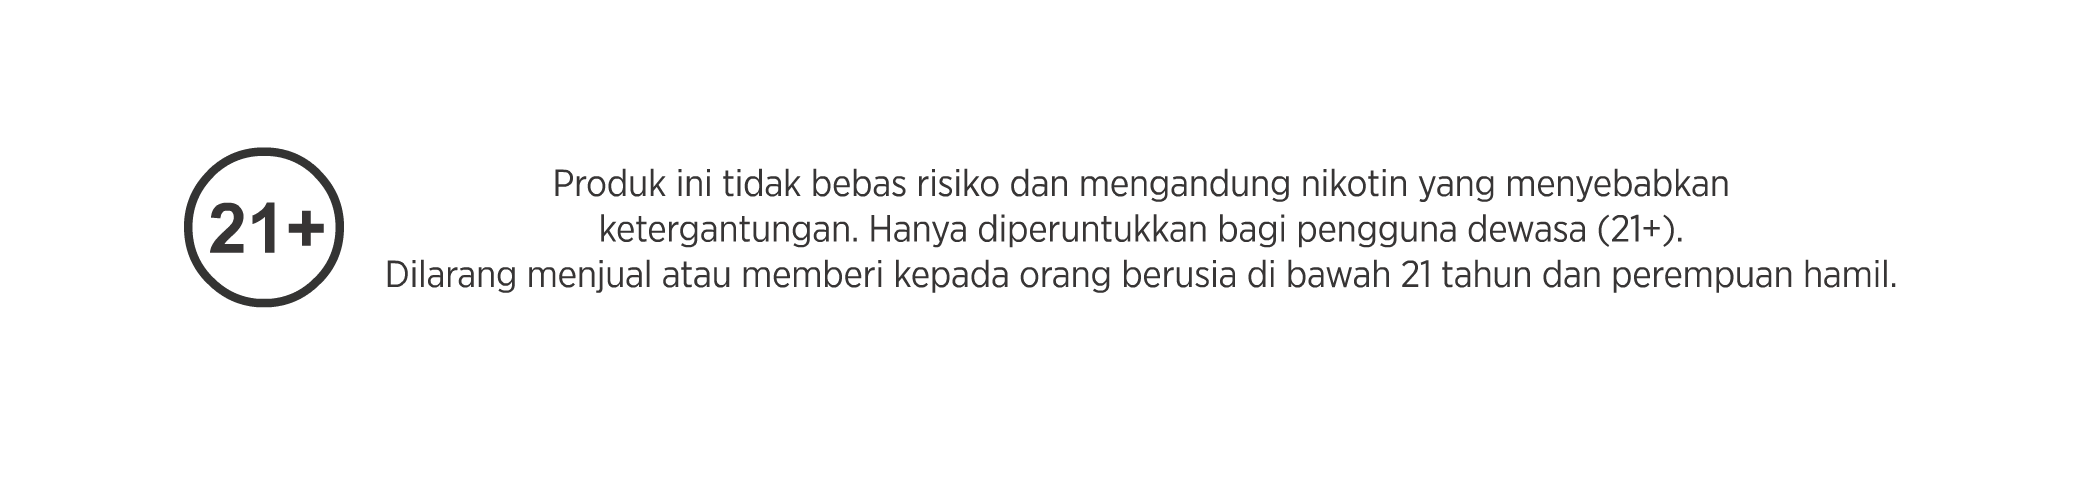 21+
Produk ini tidak bebas risiko dan mengandung nikotin yang menyebabkan
ketergantungan. Hanya diperuntukkan bagi pengguna dewasa (21+).
Dilarang menjual atau memberi kepada orang berusia di bawah 21 tahun dan perempuan hamil.